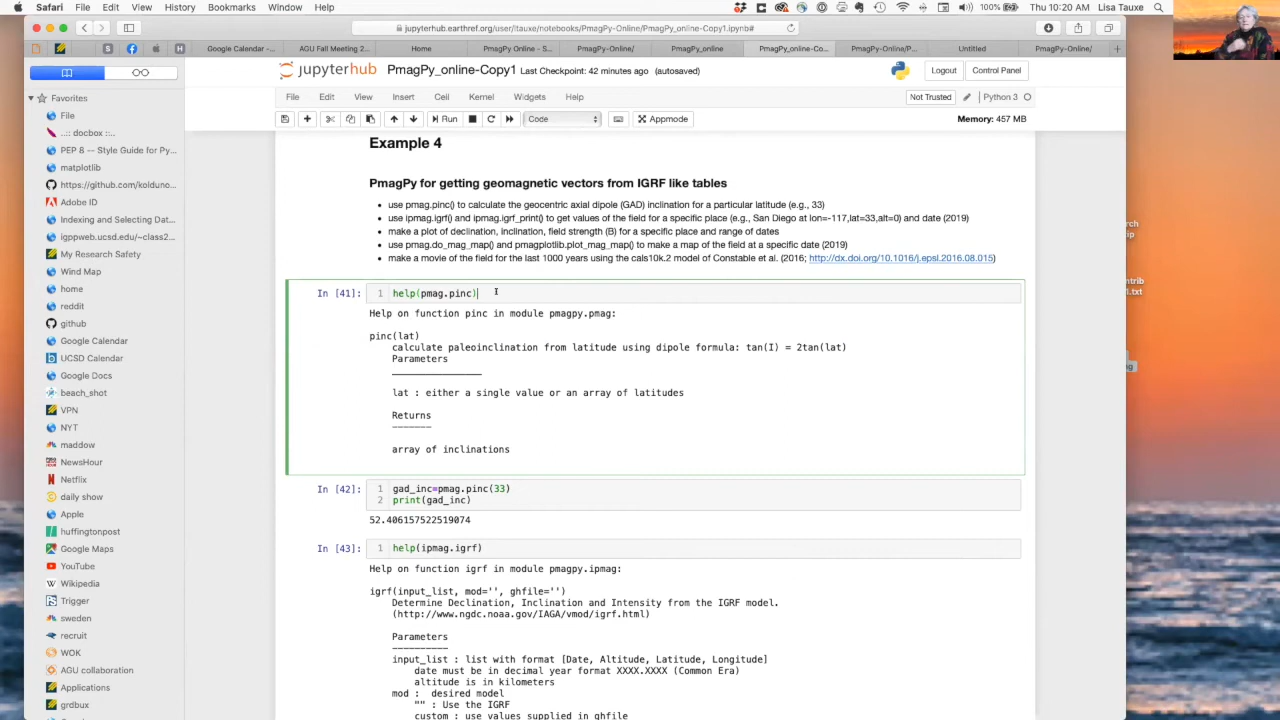 Safari File Edit View History Bookmarks Window Help 100% Thu 10:20 AM Lisa Tauxe
jupyterhub.earthref.org/user/ltauxe/notebooks/PmagPy-Online/PmagPy_online-Copy1.ipynb#
Google Calendar -... AGU Fall Meeting 2... Home PmagPy Online - S... PmagPy-Online/ PmagPy_online PmagPy_online-Co... PmagPy-Online/P... Untitled PmagPy-Online/
Favorites
File
..:: docbox ::..
PEP 8 -- Style Guide for Py...
matplotlib
https://github.com/kolduno...
Adobe ID
Indexing and Selecting Dat...
igppweb.ucsd.edu/~class2...
My Research Safety
Wind Map
home
reddit
github
Google Calendar
UCSD Calendar
Google Docs
beach_shot
VPN
NYT
maddow
NewsHour
Netflix
daily show
Apple
huffingtonpost
Google Maps
YouTube
Wikipedia
Trigger
sweden
recruit
WOK
AGU collaboration
Applications
grdbux
jupyterhub PmagPy_online-Copy1 Last Checkpoint: 42 minutes ago (autosaved) Logout Control Panel
File Edit View Insert Cell Kernel Widgets Help Not Trusted Python 3
Run Code Appmode Memory: 457 MB
Example 4
PmagPy for getting geomagnetic vectors from IGRF like tables
• use pmag.pinc() to calculate the geocentric axial dipole (GAD) inclination for a particular latitude (e.g., 33)
• use ipmag.igrf() and ipmag.igrf_print() to get values of the field for a specific place (e.g., San Diego at lon=-117,lat=33,alt=0) and date (2019)
• make a plot of declination, inclination, field strength (B) for a specific place and range of dates
• use pmag.do_mag_map() and pmagplotlib.plot_mag_map() to make a map of the field at a specific date (2019)
• make a movie of the field for the last 1000 years using the cals10k.2 model of Constable et al. (2016; http://dx.doi.org/10.1016/j.epsl.2016.08.015)
In [41]: 1 help(pmag.pinc)
Help on function pinc in module pmagpy.pmag:
pinc(lat)
calculate paleoinclination from latitude using dipole formula: tan(I) = 2tan(lat)
Parameters
________________
lat : either a single value or an array of latitudes
Returns
-------
array of inclinations
In [42]: 1 gad_inc=pmag.pinc(33)
2 print(gad_inc)
52.406157522519074
In [43]: 1 help(ipmag.igrf)
Help on function igrf in module pmagpy.ipmag:
igrf(input_list, mod='', ghfile='')
Determine Declination, Inclination and Intensity from the IGRF model.
(http://www.ngdc.noaa.gov/IAGA/vmod/igrf.html)
Parameters
----------
input_list : list with format [Date, Altitude, Latitude, Longitude]
date must be in decimal year format XXXX.XXXX (Common Era)
altitude is in kilometers
mod : desired model
"" : Use the IGRF
custom : use values supplied in ghfile